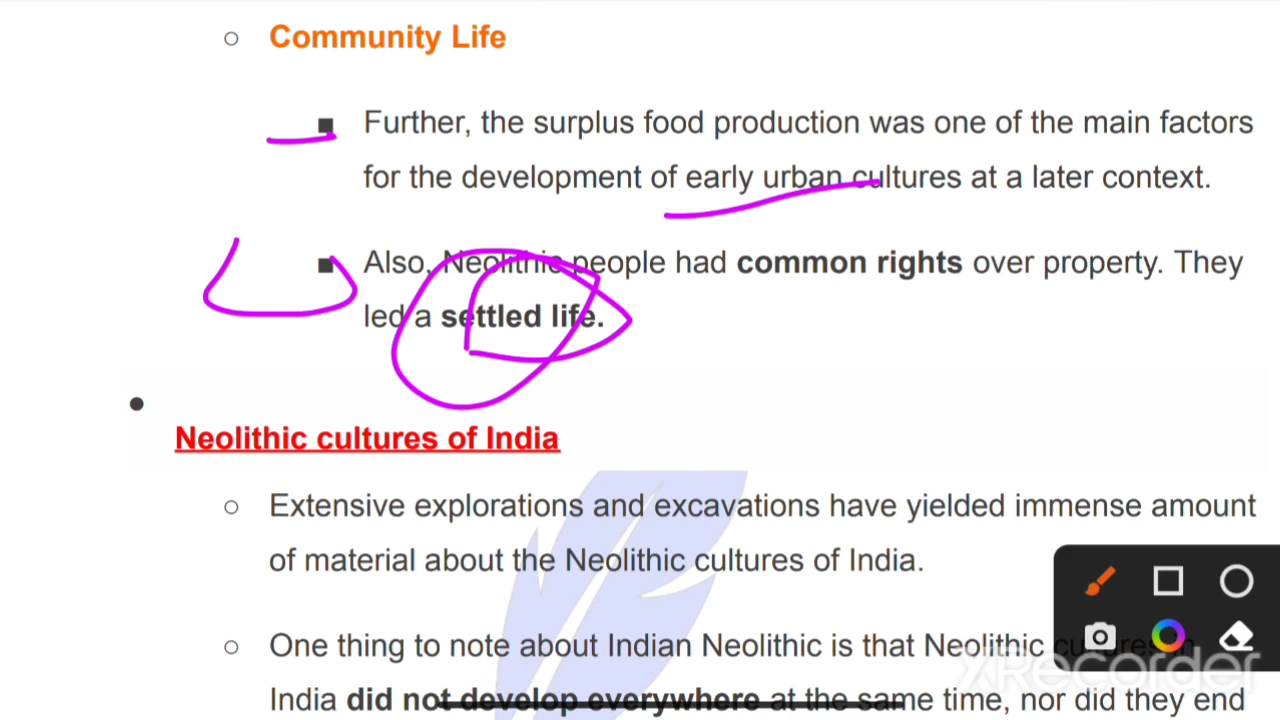 Community Life
Further, the surplus food production was one of the main factors
for the development of early urban cultures at a later context.
Also, Neolithic people had common rights over property. They
led a settled life.
Neolithic cultures of India
Extensive explorations and excavations have yielded immense amount
of material about the Neolithic cultures of India.
One thing to note about Indian Neolithic is that Neolithic cultures in
India did not develop everywhere at the same time, nor did they end
XRecorder